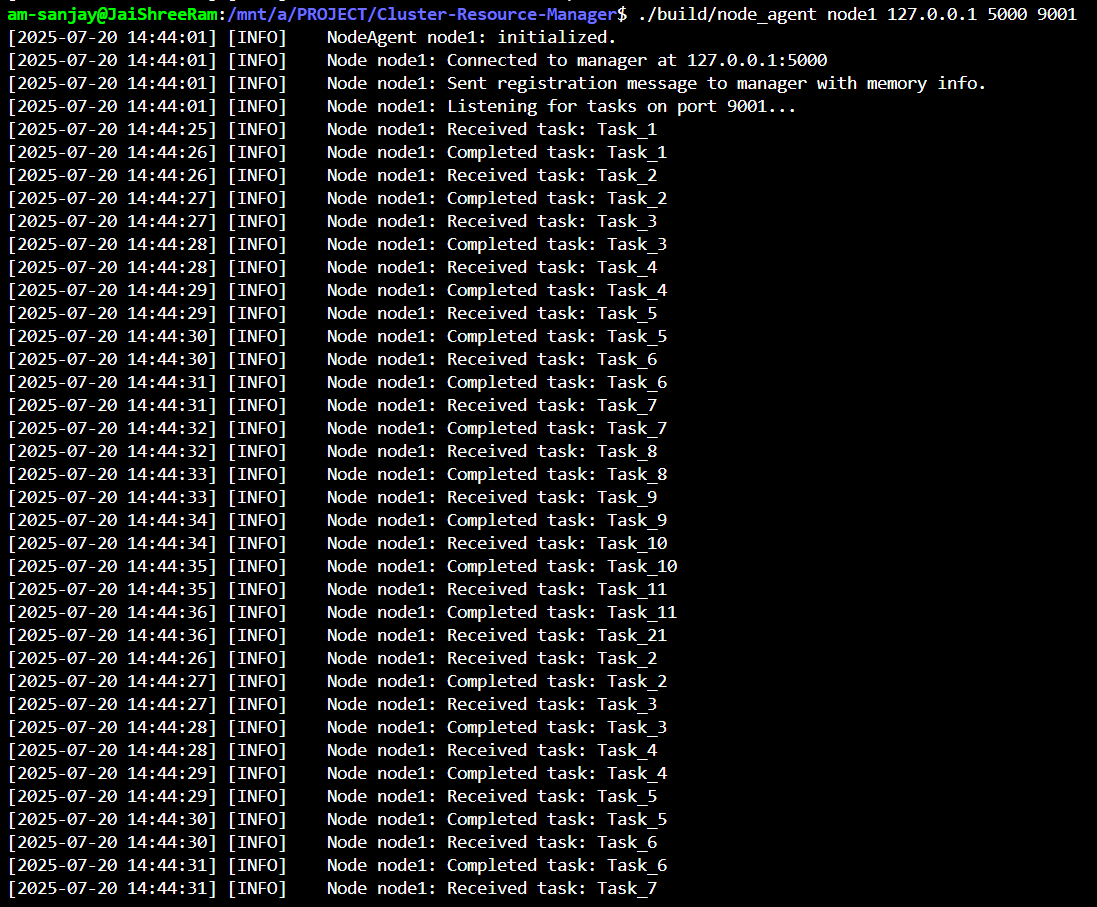 am-sanjay@JaiShreeRam:/mnt/a/PROJECT/Cluster-Resource-Manager$ ./build/node_agent node1 127.0.0.1 5000 9001
[2025-07-20 14:44:01] [INFO]    NodeAgent node1: initialized.
[2025-07-20 14:44:01] [INFO]    Node node1: Connected to manager at 127.0.0.1:5000
[2025-07-20 14:44:01] [INFO]    Node node1: Sent registration message to manager with memory info.
[2025-07-20 14:44:01] [INFO]    Node node1: Listening for tasks on port 9001...
[2025-07-20 14:44:25] [INFO]    Node node1: Received task: Task_1
[2025-07-20 14:44:26] [INFO]    Node node1: Completed task: Task_1
[2025-07-20 14:44:26] [INFO]    Node node1: Received task: Task_2
[2025-07-20 14:44:27] [INFO]    Node node1: Completed task: Task_2
[2025-07-20 14:44:27] [INFO]    Node node1: Received task: Task_3
[2025-07-20 14:44:28] [INFO]    Node node1: Completed task: Task_3
[2025-07-20 14:44:28] [INFO]    Node node1: Received task: Task_4
[2025-07-20 14:44:29] [INFO]    Node node1: Completed task: Task_4
[2025-07-20 14:44:29] [INFO]    Node node1: Received task: Task_5
[2025-07-20 14:44:30] [INFO]    Node node1: Completed task: Task_5
[2025-07-20 14:44:30] [INFO]    Node node1: Received task: Task_6
[2025-07-20 14:44:31] [INFO]    Node node1: Completed task: Task_6
[2025-07-20 14:44:31] [INFO]    Node node1: Received task: Task_7
[2025-07-20 14:44:32] [INFO]    Node node1: Completed task: Task_7
[2025-07-20 14:44:32] [INFO]    Node node1: Received task: Task_8
[2025-07-20 14:44:33] [INFO]    Node node1: Completed task: Task_8
[2025-07-20 14:44:33] [INFO]    Node node1: Received task: Task_9
[2025-07-20 14:44:34] [INFO]    Node node1: Completed task: Task_9
[2025-07-20 14:44:34] [INFO]    Node node1: Received task: Task_10
[2025-07-20 14:44:35] [INFO]    Node node1: Completed task: Task_10
[2025-07-20 14:44:35] [INFO]    Node node1: Received task: Task_11
[2025-07-20 14:44:36] [INFO]    Node node1: Completed task: Task_11
[2025-07-20 14:44:36] [INFO]    Node node1: Received task: Task_21
[2025-07-20 14:44:26] [INFO]    Node node1: Received task: Task_2
[2025-07-20 14:44:27] [INFO]    Node node1: Completed task: Task_2
[2025-07-20 14:44:27] [INFO]    Node node1: Received task: Task_3
[2025-07-20 14:44:28] [INFO]    Node node1: Completed task: Task_3
[2025-07-20 14:44:28] [INFO]    Node node1: Received task: Task_4
[2025-07-20 14:44:29] [INFO]    Node node1: Completed task: Task_4
[2025-07-20 14:44:29] [INFO]    Node node1: Received task: Task_5
[2025-07-20 14:44:30] [INFO]    Node node1: Completed task: Task_5
[2025-07-20 14:44:30] [INFO]    Node node1: Received task: Task_6
[2025-07-20 14:44:31] [INFO]    Node node1: Completed task: Task_6
[2025-07-20 14:44:31] [INFO]    Node node1: Received task: Task_7